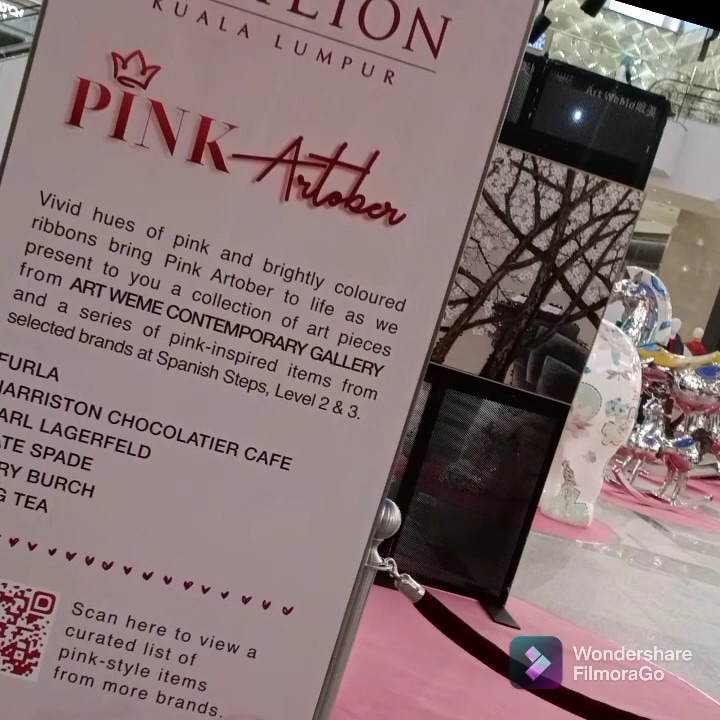 KUALA LUMPUR
PINK Artober
Vivid hues of pink and brightly coloured
ribbons bring Pink Artober to life as we
present to you a collection of art pieces
from ART WEME CONTEMPORARY GALLERY
and a series of pink-inspired items from
selected brands at Spanish Steps, Level 2 & 3.
FURLA
HARRISTON CHOCOLATIER CAFE
ARL LAGERFELD
ATE SPADE
RY BURCH
G TEA
Scan here to view a
curated list of
pink-style items
from more brands.
Art WeMe 唯美
Wondershare
FilmoraGo